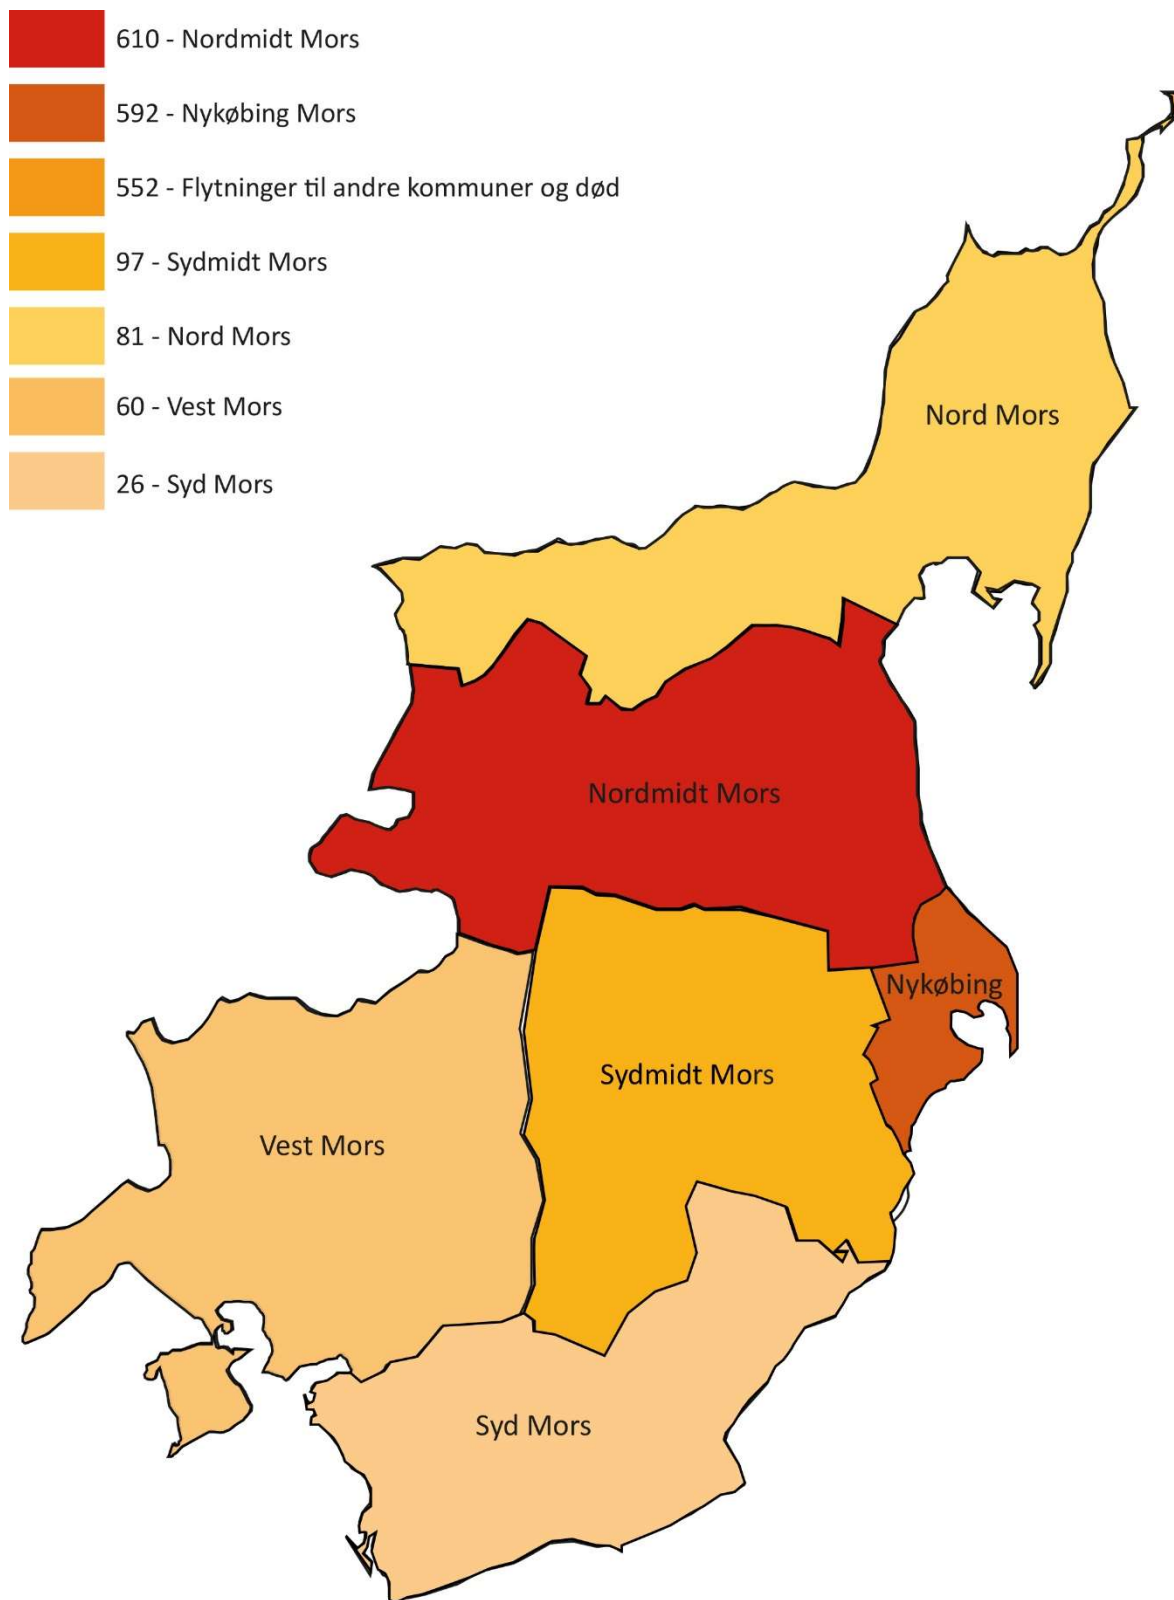 610 - Nordmidt Mors
592 - Nykøbing Mors
552 - Flytninger til andre kommuner og død
97 - Sydmidt Mors
81 - Nord Mors
60 - Vest Mors
26 - Syd Mors
Nord Mors
Nordmidt Mors
Nykøbing
Sydmidt Mors
Vest Mors
Syd Mors